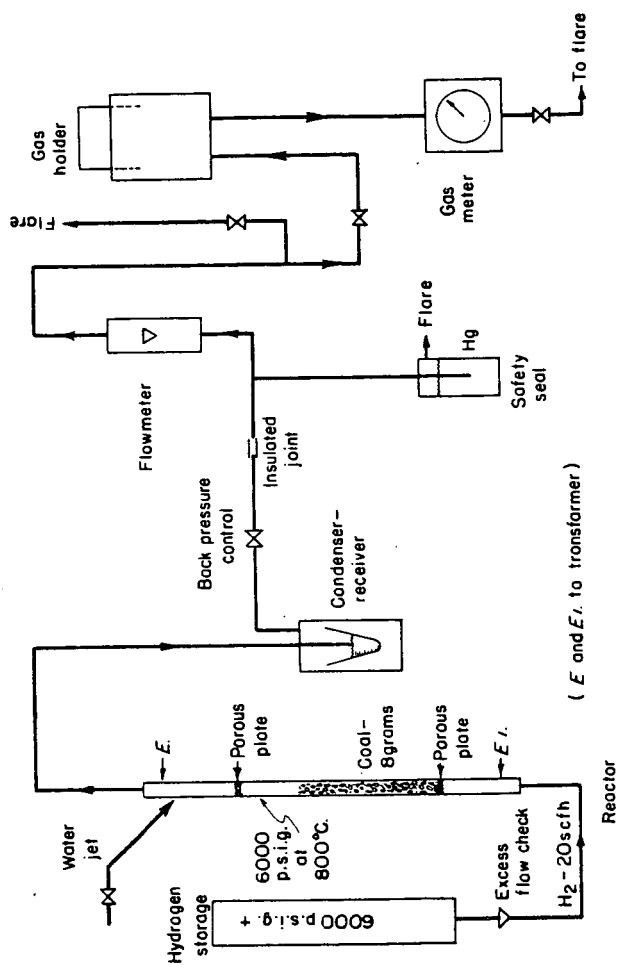 Hydrogen
storage
6000 p.s.i.g. +
Excess
flow check
H2-20scfh
Reactor
Water
jet
E.
Porous
plate
6000
p.s.i.g.
at
800°C.
Coal-
8grams
Porous
plate
E1.
(E and E1. to transformer)
Condenser-
receiver
Back pressure
control
Insulated
joint
Flare
Hg
Safety
seal
Flowmeter
Flare
Gas
holder
Gas
meter
To flare